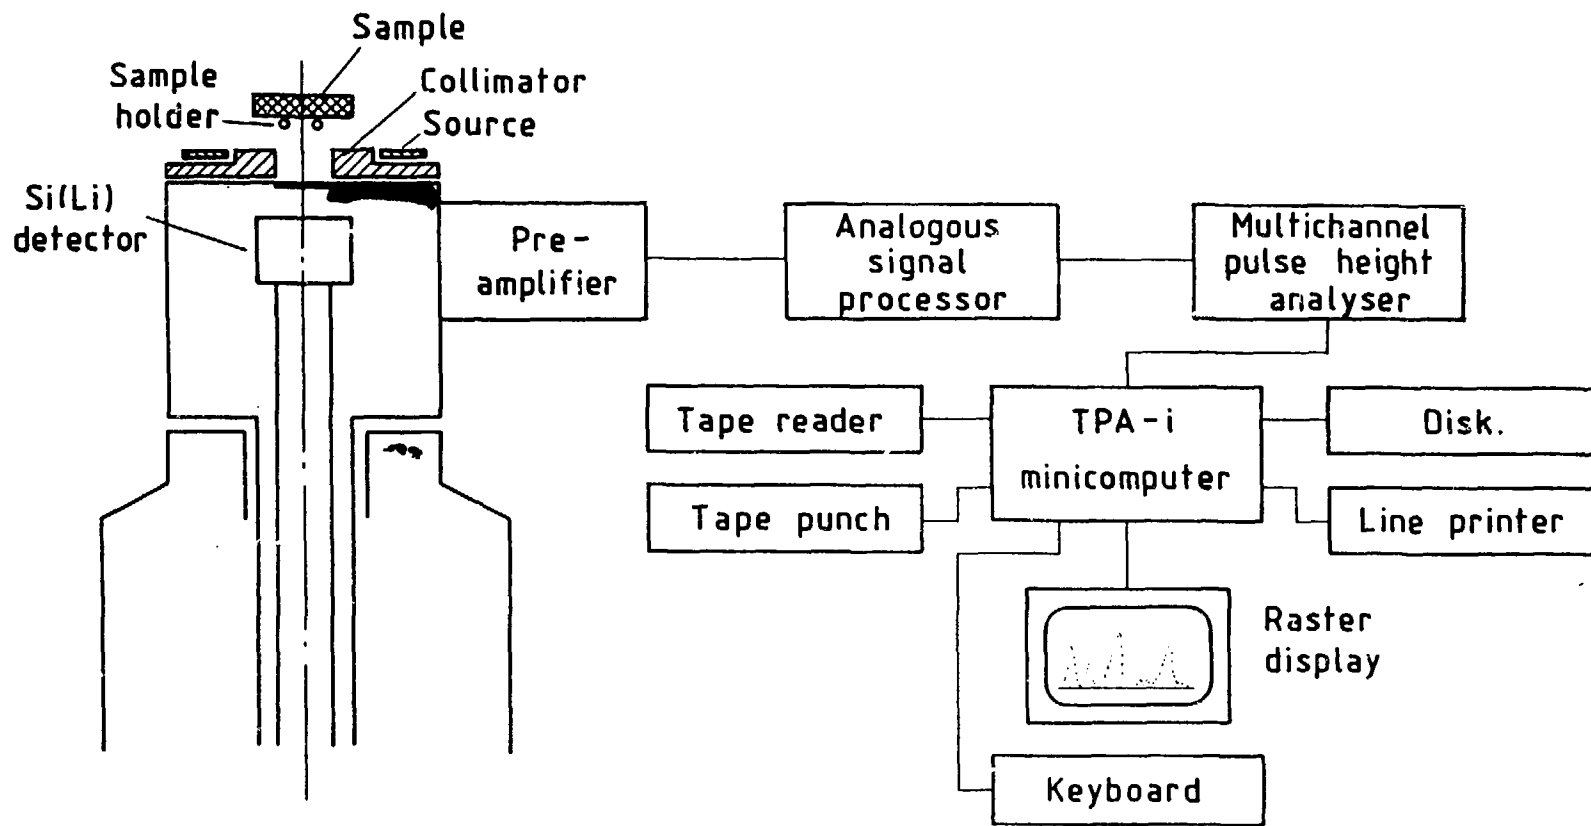 Sample
Sample
holder
Collimator
Source
Si(Li)
detector
Pre-
amplifier
Analogous
signal
processor
Multichannel
pulse height
analyser
Tape reader
TPA-i
minicomputer
Disk.
Tape punch
Line printer
Raster
display
Keyboard